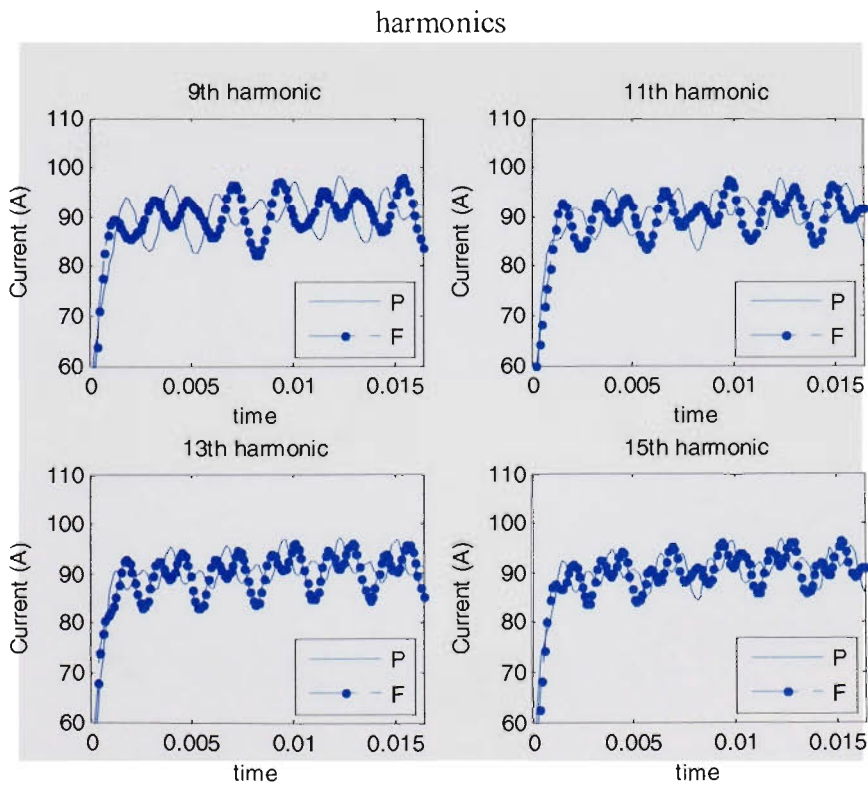 harmonics
9th harmonic
110
100
90
80
70
60
Current (A)
P
F
0
0.005
0.01
0.015
time
11th harmonic
110
100
90
80
70
60
Current (A)
P
F
0
0.005
0.01
0.015
time
13th harmonic
110
100
90
80
70
60
Current (A)
P
F
0
0.005
0.01
0.015
time
15th harmonic
110
100
90
80
70
60
Current (A)
P
F
0
0.005
0.01
0.015
time